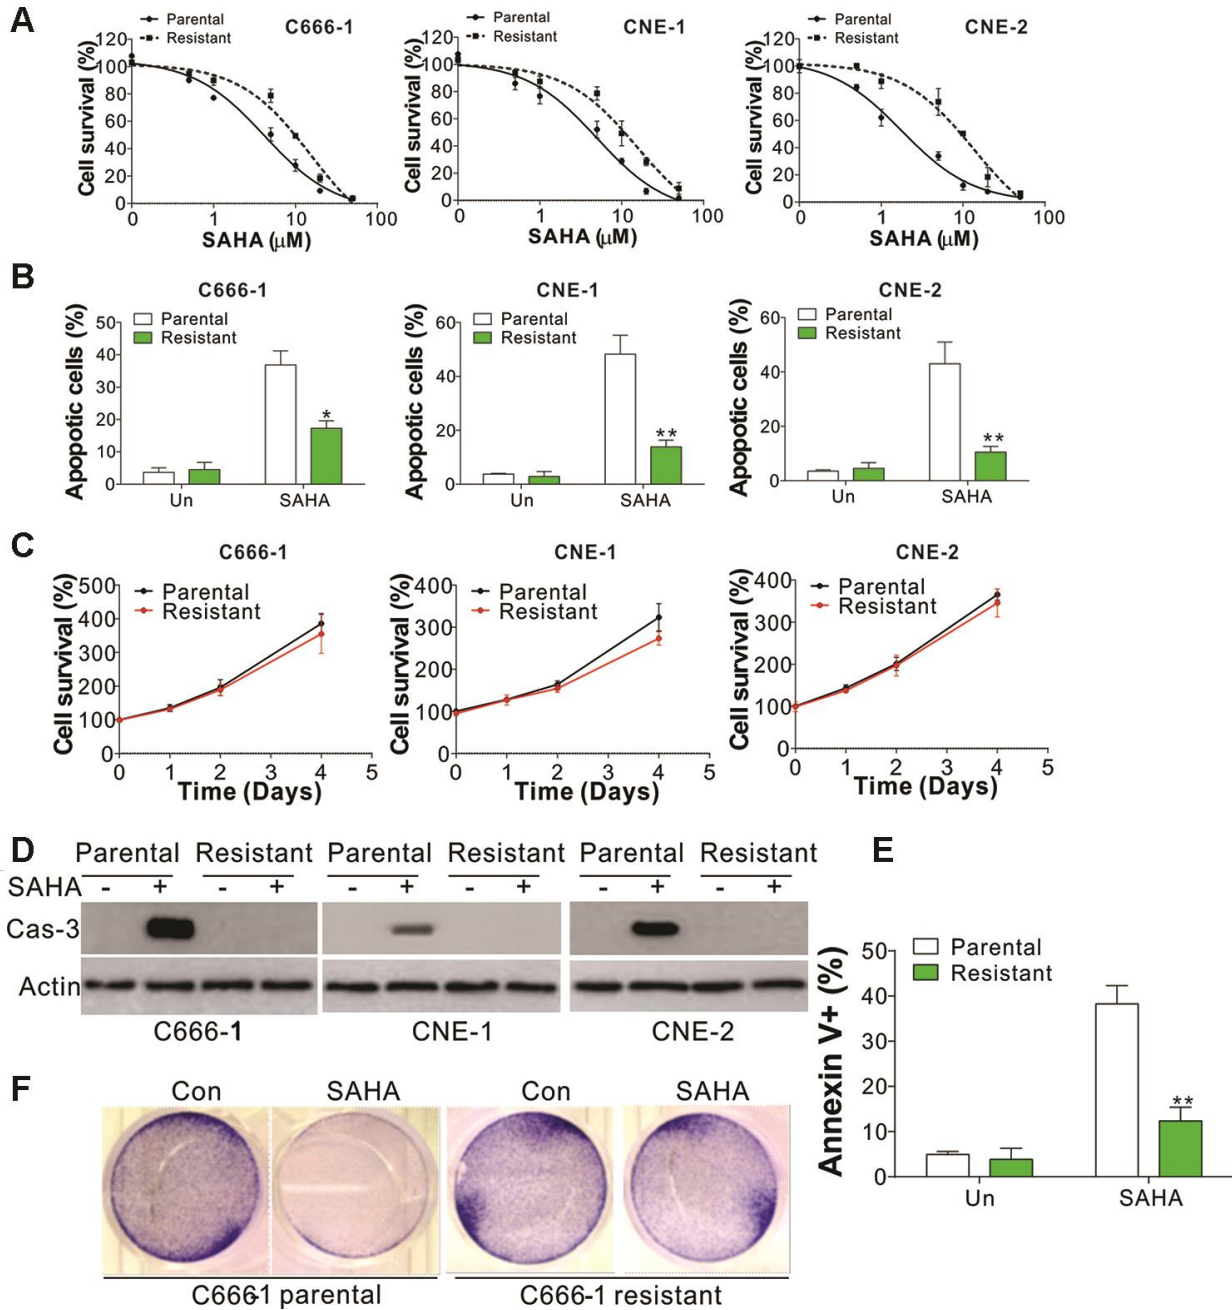 A
Parental
Resistant
C666-1
Cell survival (%)
120
100
80
60
40
20
0
0 1 10 100
SAHA (μM)
Parental
Resistant
CNE-1
Cell survival (%)
120
100
80
60
40
20
0
0 1 10 100
SAHA (μM)
Parental
Resistant
CNE-2
Cell survival (%)
120
100
80
60
40
20
0
0 1 10 100
SAHA (μM)
B
C666-1
Parental
Resistant
Apopotic cells (%)
50
40
30
20
10
0
*
Un SAHA
CNE-1
Parental
Resistant
Apopotic cells (%)
60
40
20
0
**
Un SAHA
CNE-2
Parental
Resistant
Apopotic cells (%)
60
40
20
0
**
Un SAHA
C
C666-1
Parental
Resistant
Cell survival (%)
500
400
300
200
100
0
0 1 2 3 4 5
Time (Days)
CNE-1
Parental
Resistant
Cell survival (%)
400
300
200
100
0
0 1 2 3 4 5
Time (Days)
CNE-2
Parental
Resistant
Cell survival (%)
400
300
200
100
0
0 1 2 3 4 5
Time (Days)
D
Parental Resistant Parental Resistant Parental Resistant
SAHA - + - + - + - + - + - +
Cas-3
Actin
C666-1 CNE-1 CNE-2
E
Parental
Resistant
Annexin V+ (%)
50
40
30
20
10
0
**
Un SAHA
F
Con SAHA Con SAHA
C666-1 parental C666-1 resistant